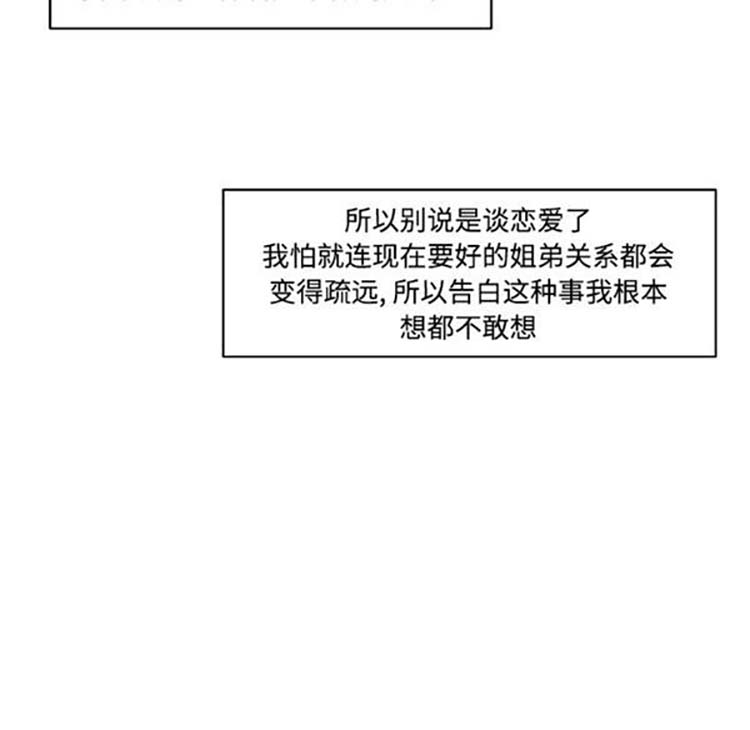 所以别说是谈恋爱了
我怕就连现在要好的姐弟关系都会
变得疏远, 所以告白这种事我根本
想都不敢想